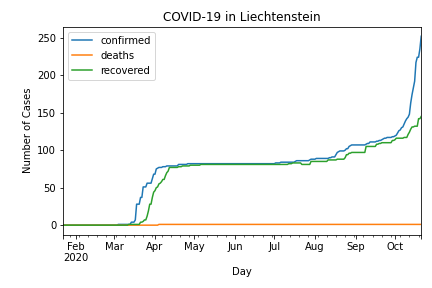 COVID-19 in Liechtenstein
confirmed
deaths
recovered
Number of Cases
250
200
150
100
50
0
Feb Mar Apr May Jun Jul Aug Sep Oct
2020
Day